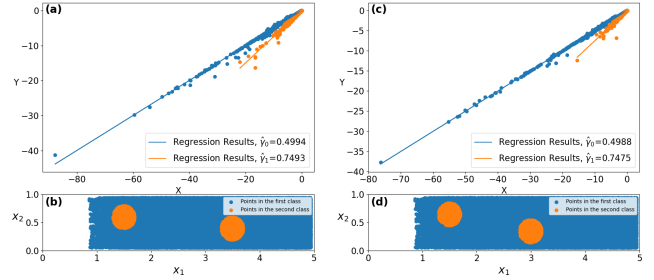 (a)
0
−10
−20
−30
−40
Y
−80
−60
−40
−20
0
X
Regression Results, γ̂₀=0.4994
Regression Results, γ̂₁=0.7493
(c)
0
−5
−10
−15
−20
−25
−30
−35
−40
Y
−80
−70
−60
−50
−40
−30
−20
−10
0
X
Regression Results, γ̂₀=0.4988
Regression Results, γ̂₁=0.7475
(b)
1.0
0.5
0.0
x₂
0
1
2
3
4
5
x₁
Points in the first class
Points in the second class
(d)
1.0
0.5
0.0
x₂
0
1
2
3
4
5
x₁
Points in the first class
Points in the second class